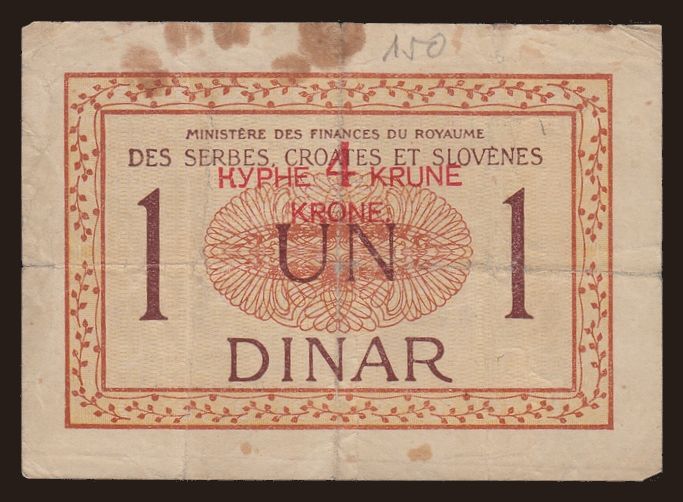 150
MINISTÈRE DES FINANCES DU ROYAUME
DES SERBES, CROATES ET SLOVÈNES
КРУНЕ 4 KRUNE
KRONE
1 UN 1
DINAR